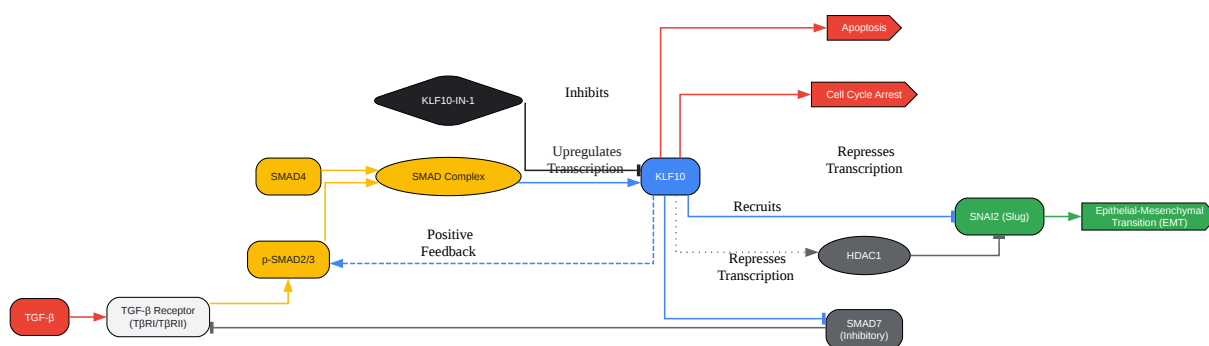 Apoptosis
KLF10-IN-1
Inhibits
Cell Cycle Arrest
Upregulates
Transcription
Represses
Transcription
SMAD4
SMAD Complex
KLF10
Recruits
SNAI2 (Slug)
Epithelial-Mesenchymal
Transition (EMT)
Positive
Feedback
p-SMAD2/3
Represses
Transcription
HDAC1
TGF-β
TGF-β Receptor
(TβRI/TβRII)
SMAD7
(Inhibitory)